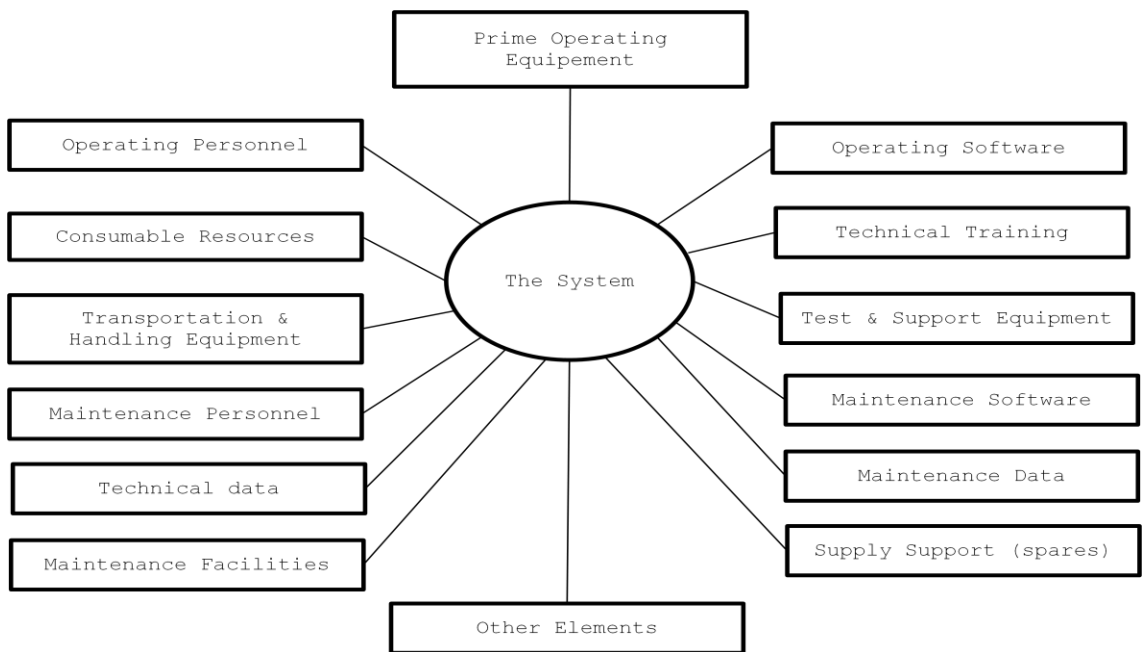 Prime Operating
Equipement
Operating Personnel
Operating Software
Consumable Resources
Technical Training
The System
Transportation &
Handling Equipment
Test & Support Equipment
Maintenance Personnel
Maintenance Software
Technical data
Maintenance Data
Maintenance Facilities
Supply Support (spares)
Other Elements